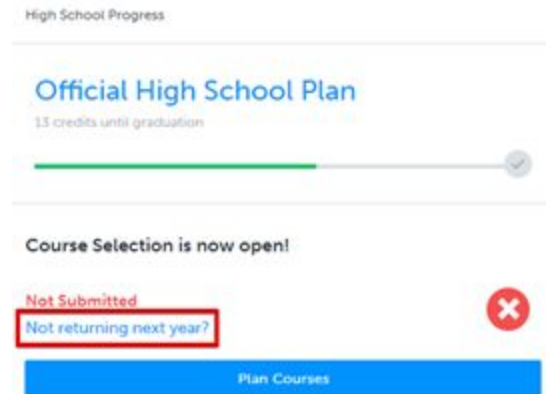 High School Progress
Official High School Plan
13 credits until graduation
Course Selection is now open!
Not Submitted
Not returning next year?
Plan Courses